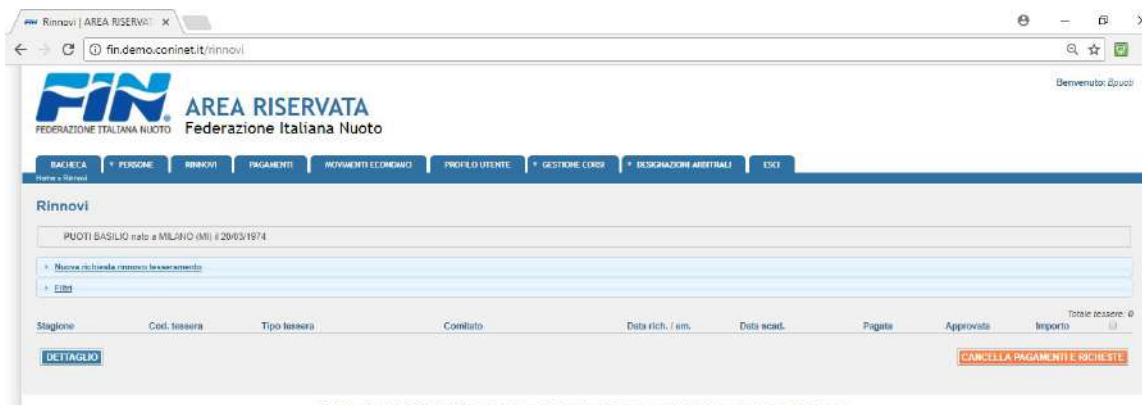 Rinnovi | AREA RISERVAT
fin.demo.coninet.it/rinnovi
Benvenuto: Bpuoti
FIN
FEDERAZIONE ITALIANA NUOTO
AREA RISERVATA
Federazione Italiana Nuoto
BACHECA PERSONE RINNOVI PAGAMENTI MOVIMENTI ECONOMICI PROFILO UTENTE GESTIONE CORSI DESIGNAZIONI ARBITRALI ESCI
Home » Rinnovi
Rinnovi
PUOTI BASILIO nato a MILANO (MI) il 20/03/1974
Nuova richiesta rinnovo tesseramento
Filtri
Totale tessere: 0
Stagione Cod. tessera Tipo tessera Comitato Data rich. / em. Data scad. Pagata Approvata Importo
DETTAGLIO
CANCELLA PAGAMENTI E RICHIESTE